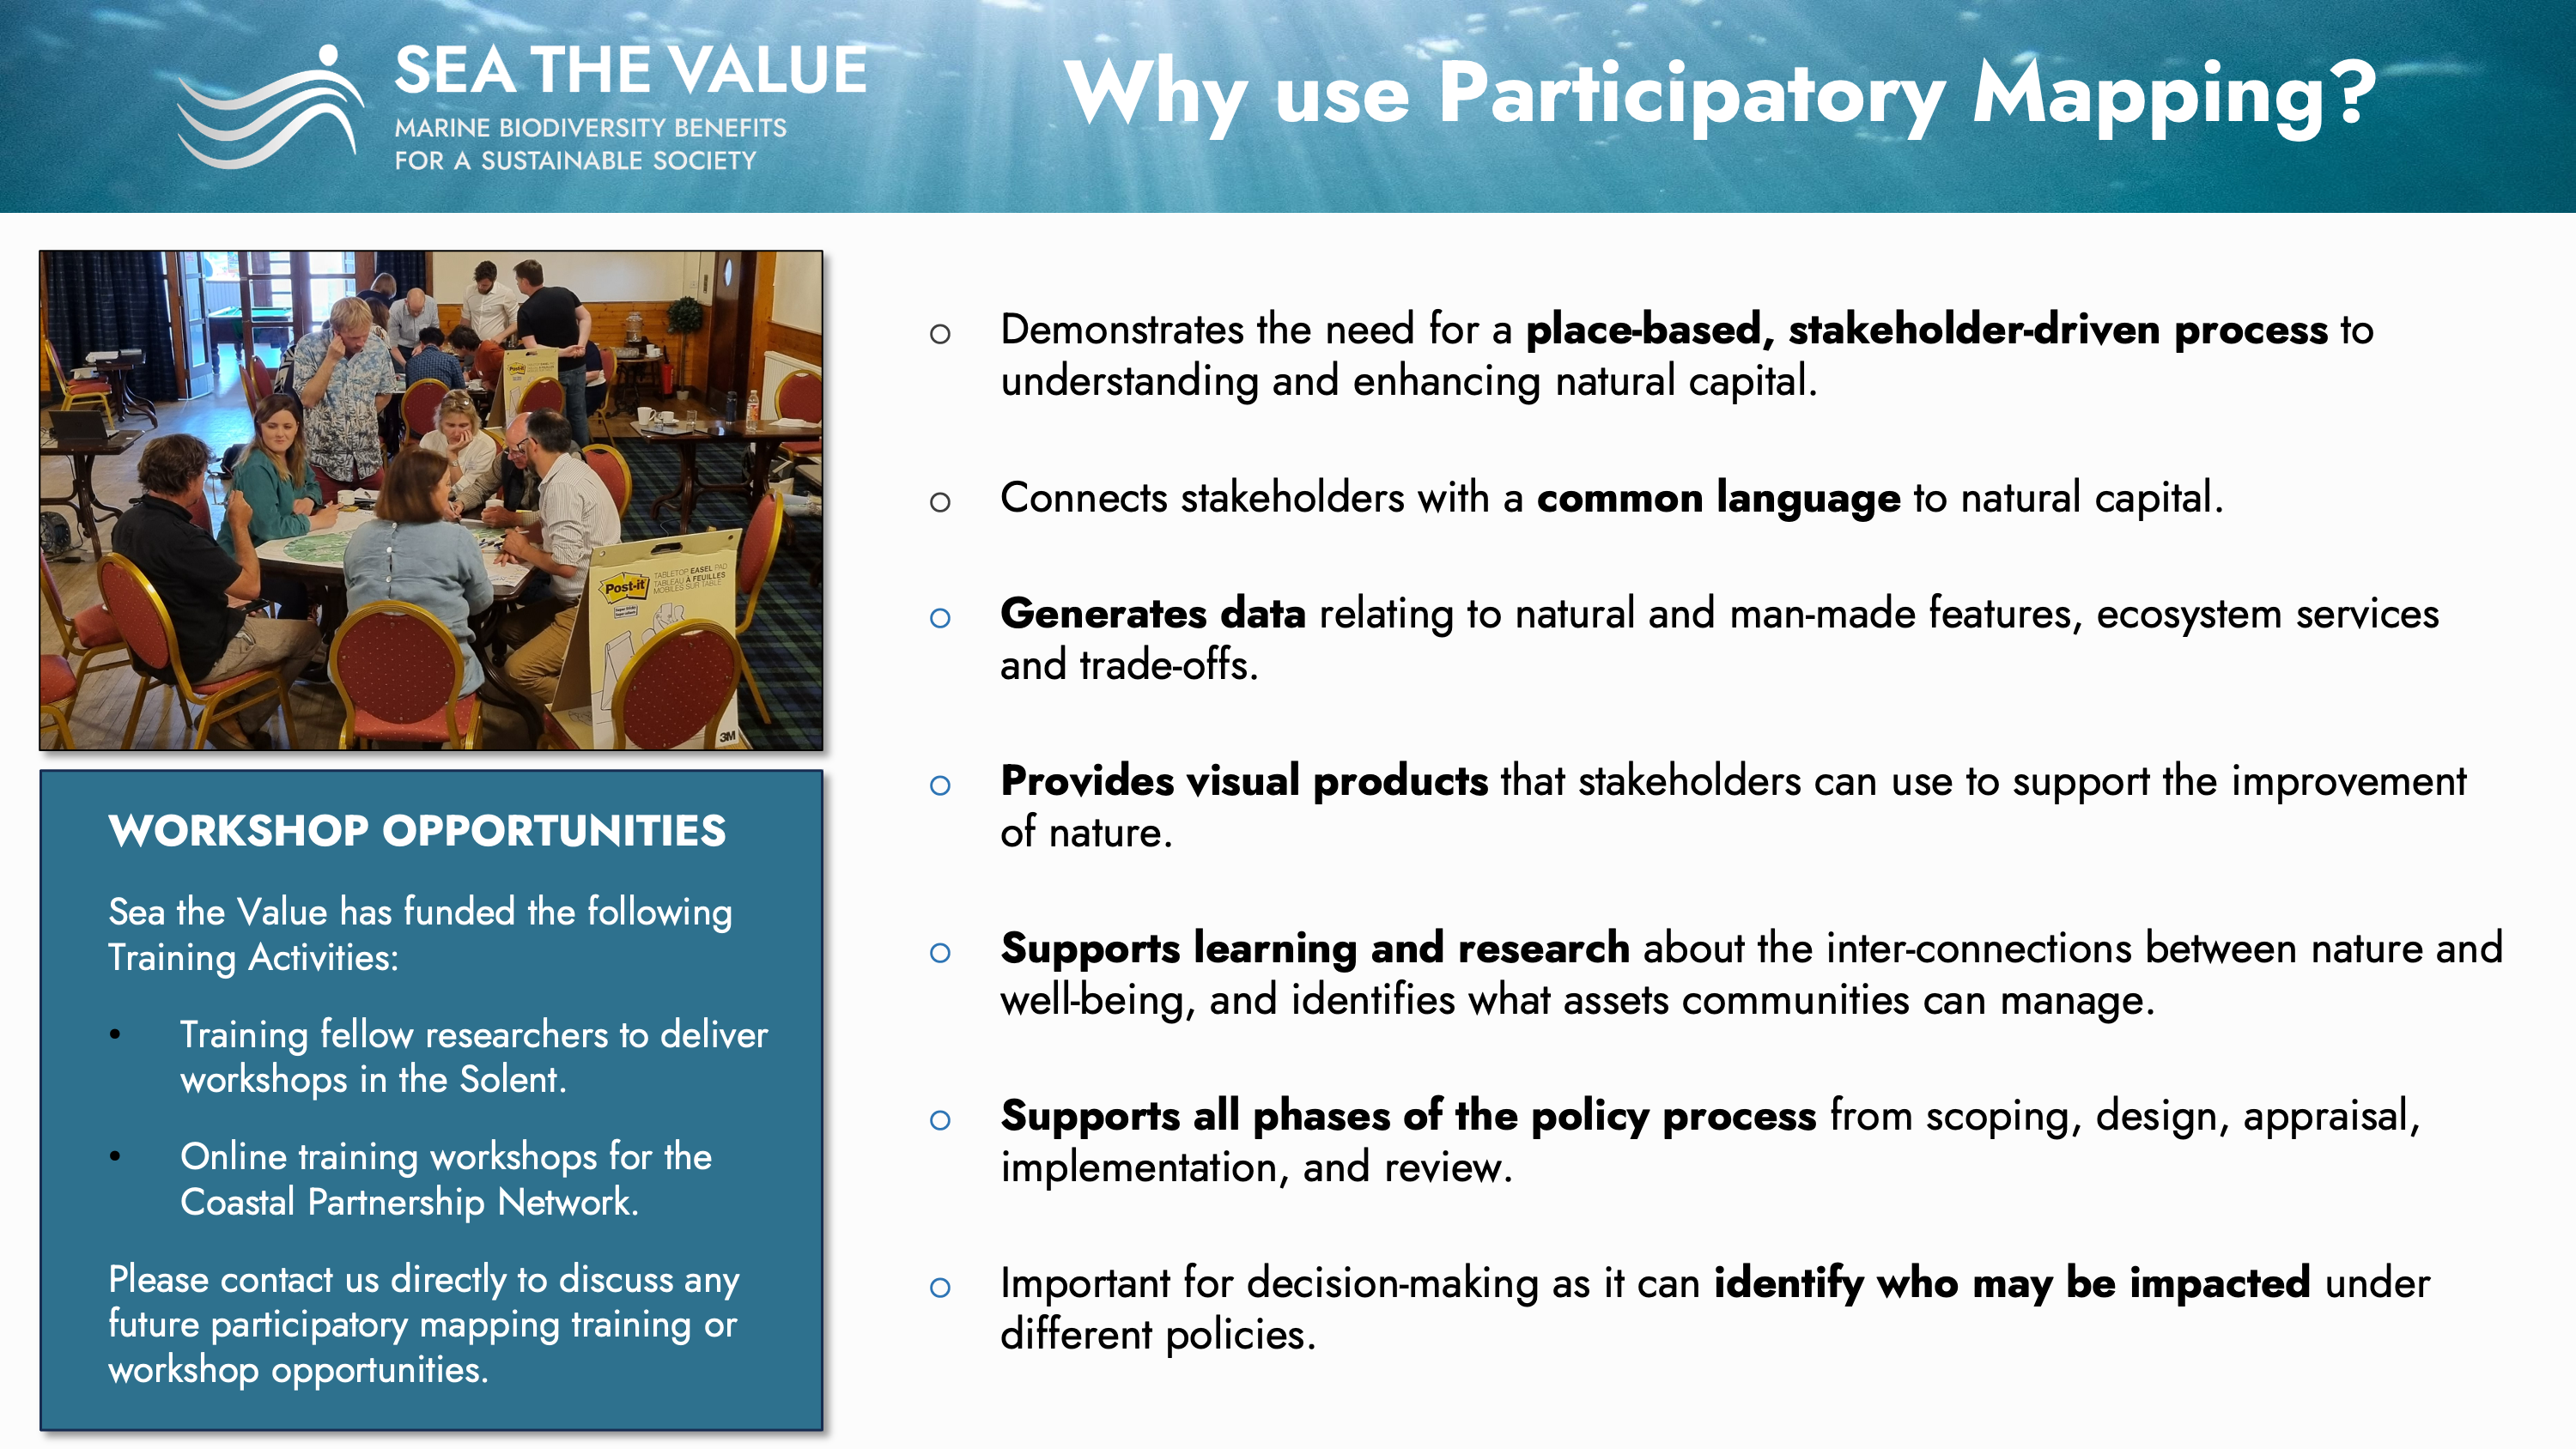 SEA THE VALUE
MARINE BIODIVERSITY BENEFITS
FOR A SUSTAINABLE SOCIETY
Why use Participatory Mapping?
Post-it
TABLETOP EASEL PAD
TABLEAU À FEUILLES
MOBILES SUR TABLE
3M
WORKSHOP OPPORTUNITIES
Sea the Value has funded the following
Training Activities:
• Training fellow researchers to deliver
workshops in the Solent.
• Online training workshops for the
Coastal Partnership Network.
Please contact us directly to discuss any
future participatory mapping training or
workshop opportunities.
○ Demonstrates the need for a place-based, stakeholder-driven process to
understanding and enhancing natural capital.
○ Connects stakeholders with a common language to natural capital.
○ Generates data relating to natural and man-made features, ecosystem services
and trade-offs.
○ Provides visual products that stakeholders can use to support the improvement
of nature.
○ Supports learning and research about the inter-connections between nature and
well-being, and identifies what assets communities can manage.
○ Supports all phases of the policy process from scoping, design, appraisal,
implementation, and review.
○ Important for decision-making as it can identify who may be impacted under
different policies.